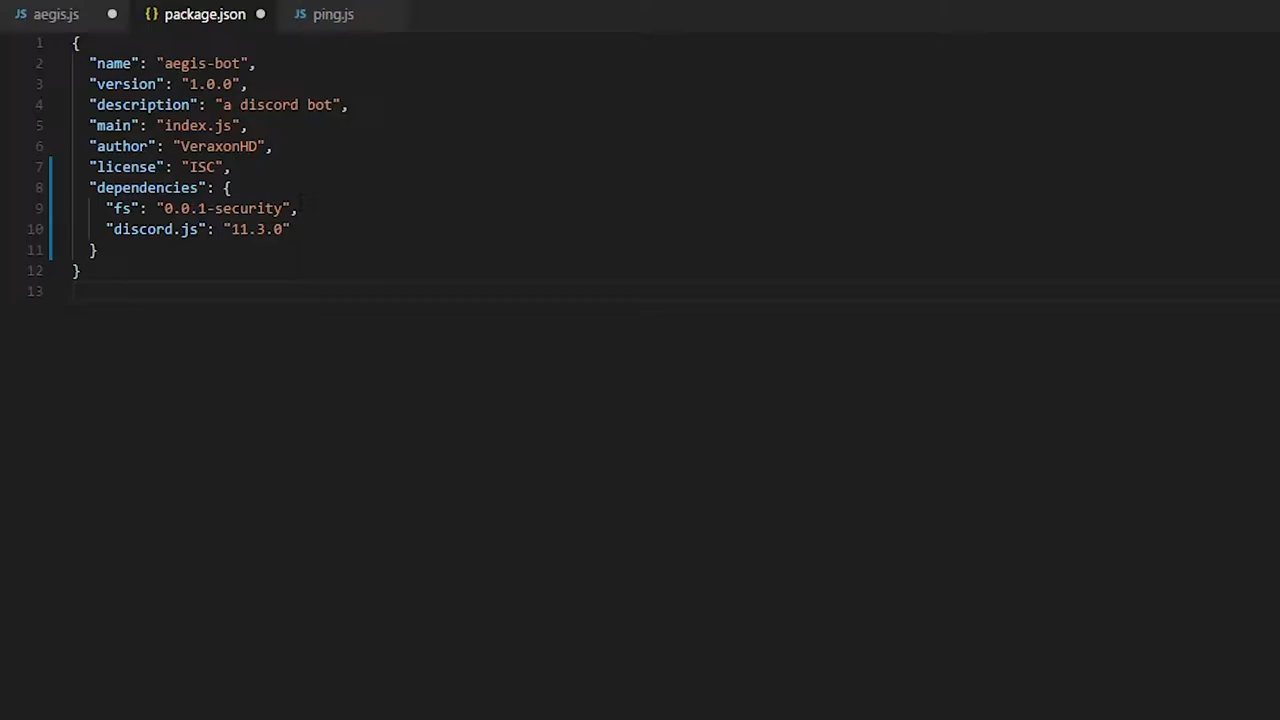 JS aegis.js ● {} package.json ● JS ping.js
1 {
2 "name": "aegis-bot",
3 "version": "1.0.0",
4 "description": "a discord bot",
5 "main": "index.js",
6 "author": "VeraxonHD",
7 "license": "ISC",
8 "dependencies": {
9 "fs": "0.0.1-security",
10 "discord.js": "11.3.0"
11 }
12 }
13